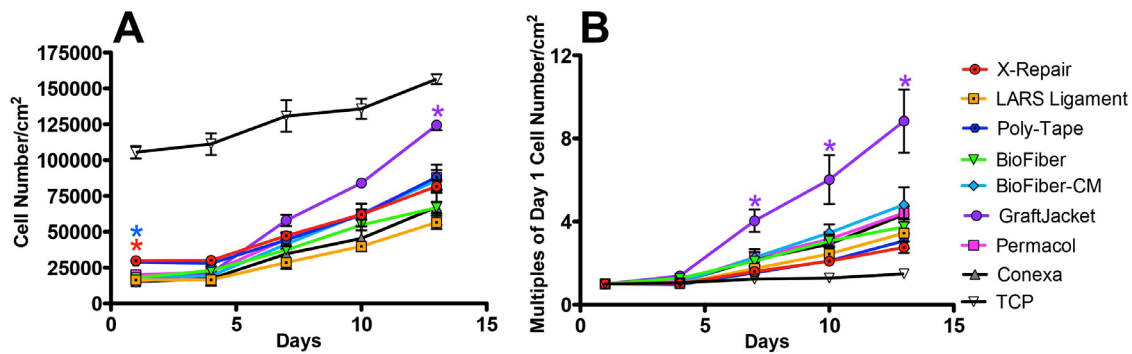 A
Cell Number/cm2
175000
150000
125000
100000
75000
50000
25000
0
0
5
10
15
Days
*
*
*
B
Multiples of Day 1 Cell Number/cm2
12
8
4
0
0
5
10
15
Days
*
*
*
X-Repair
LARS Ligament
Poly-Tape
BioFiber
BioFiber-CM
GraftJacket
Permacol
Conexa
TCP